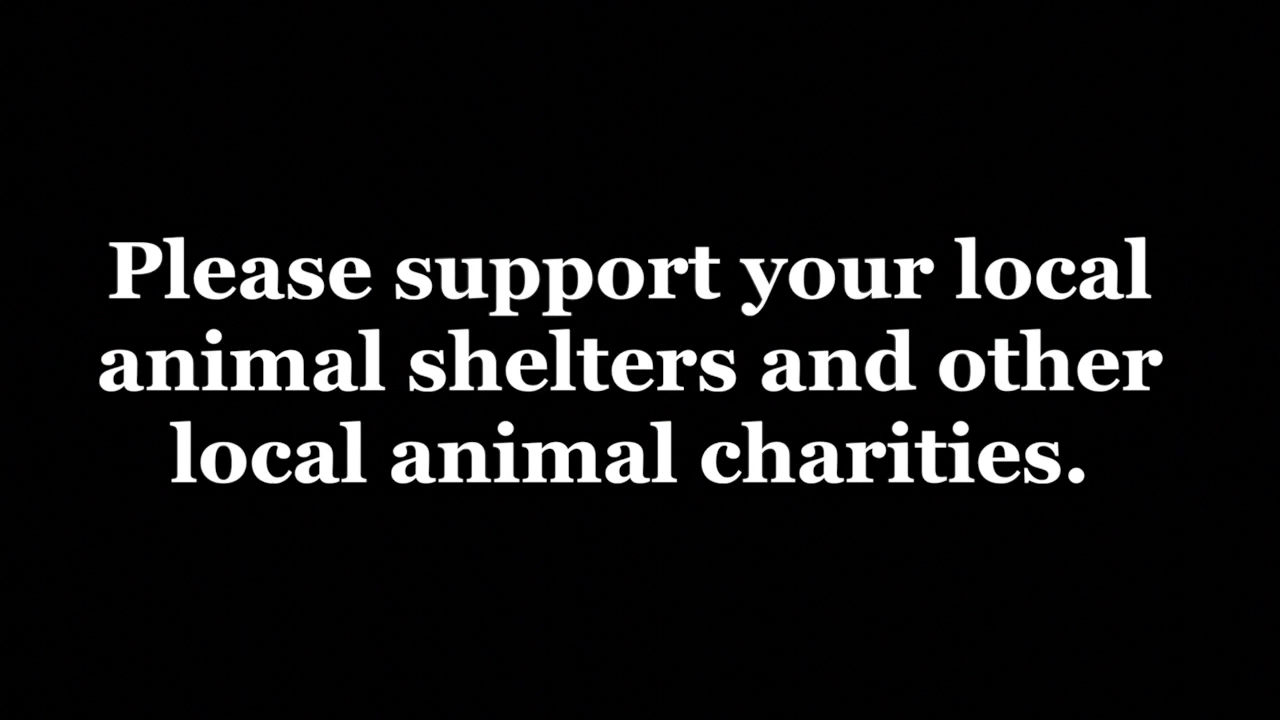 Please support your local
animal shelters and other
local animal charities.